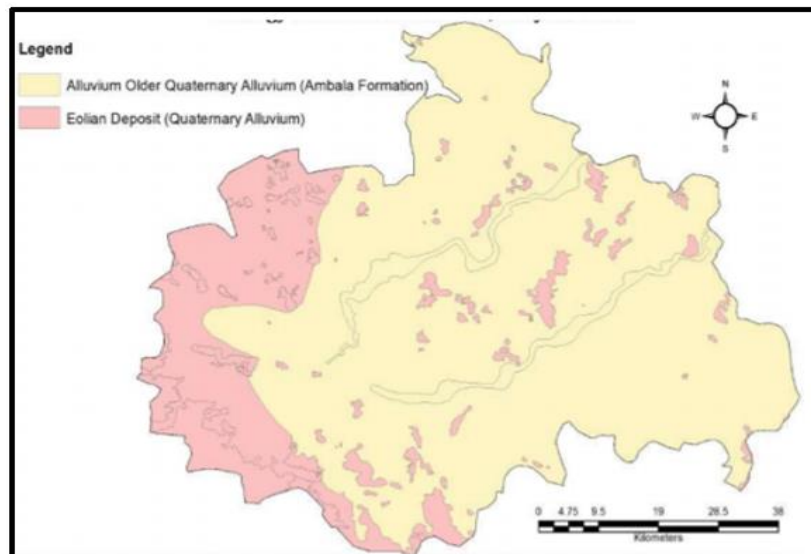 Legend
Alluvium Older Quaternary Alluvium (Ambala Formation)
Eolian Deposit (Quaternary Alluvium)
N
W E
S
0 4.75 9.5 19 28.5 38
Kilometers